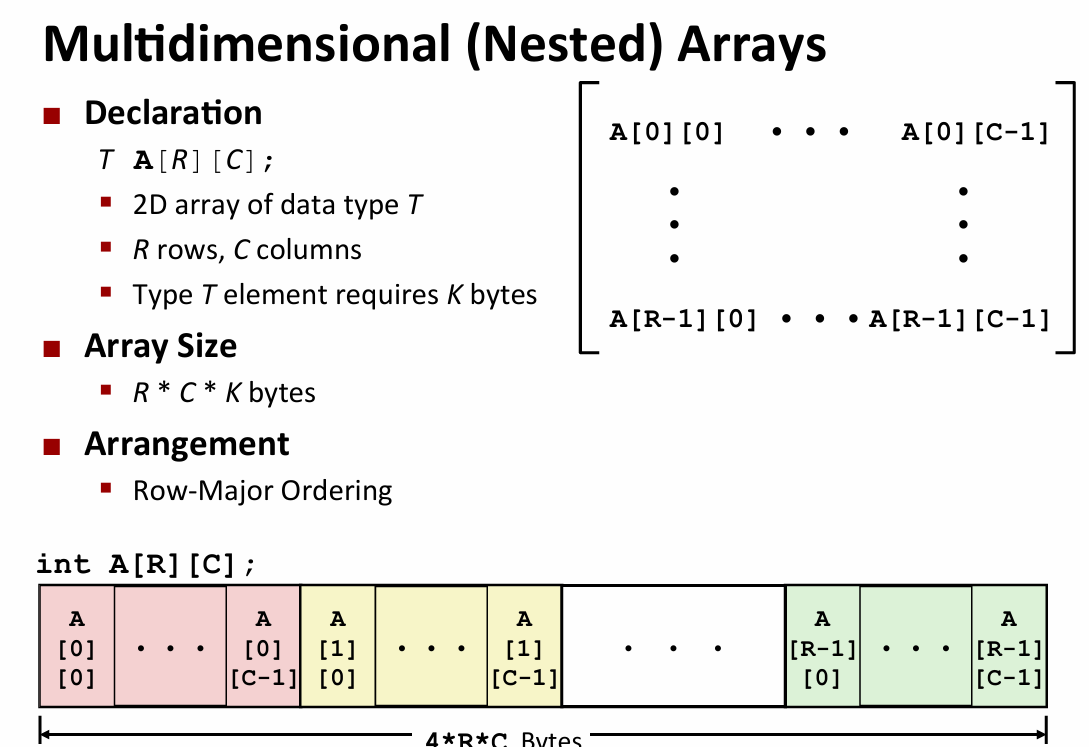 Multidimensional (Nested) Arrays
■ Declaration
T A[R][C];
▪ 2D array of data type T
▪ R rows, C columns
▪ Type T element requires K bytes
■ Array Size
▪ R * C * K bytes
■ Arrangement
▪ Row-Major Ordering
A[0][0] • • • A[0][C-1]
• •
• •
• •
A[R-1][0] • • • A[R-1][C-1]
int A[R][C];
A A A A A A
[0] • • • [0] [1] • • • [1] • • • [R-1] • • • [R-1]
[0] [C-1] [0] [C-1] [0] [C-1]
4*R*C Bytes